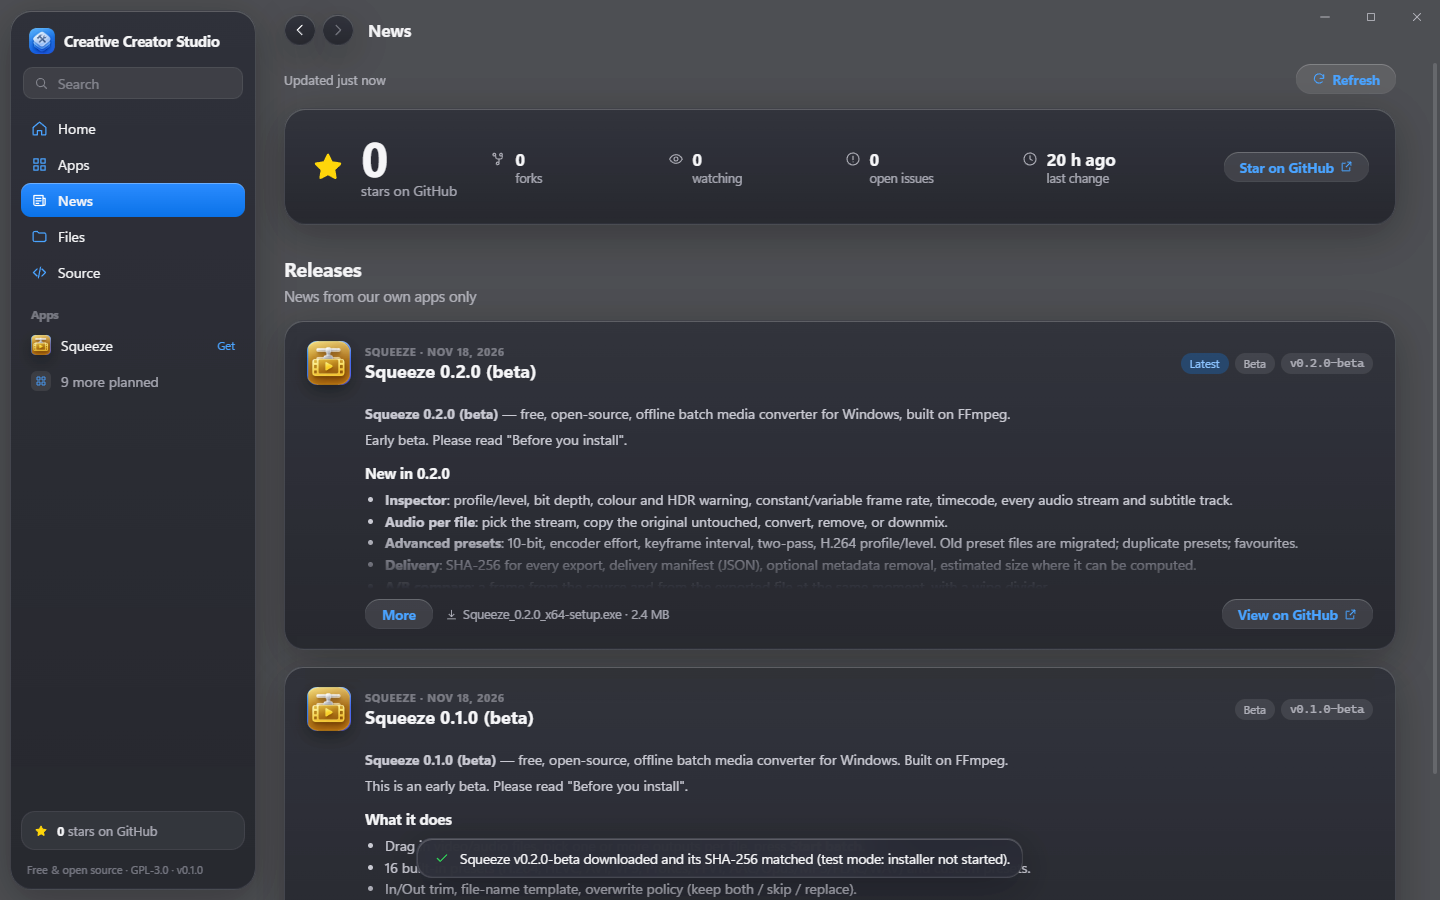 Creative Creator Studio
Search
Home
Apps
News
Files
Source
Apps
Squeeze
Get
9 more planned
0 stars on GitHub
Free & open source · GPL-3.0 · v0.1.0
News
Updated just now
Refresh
0
stars on GitHub
0
forks
0
watching
0
open issues
20 h ago
last change
Star on GitHub
Releases
News from our own apps only
SQUEEZE · NOV 18, 2026
Squeeze 0.2.0 (beta)
Latest
Beta
v0.2.0-beta
Squeeze 0.2.0 (beta) — free, open-source, offline batch media converter for Windows, built on FFmpeg.
Early beta. Please read "Before you install".
New in 0.2.0
• Inspector: profile/level, bit depth, colour and HDR warning, constant/variable frame rate, timecode, every audio stream and subtitle track.
• Audio per file: pick the stream, copy the original untouched, convert, remove, or downmix.
• Advanced presets: 10-bit, encoder effort, keyframe interval, two-pass, H.264 profile/level. Old preset files are migrated; duplicate presets; favourites.
• Delivery: SHA-256 for every export, delivery manifest (JSON), optional metadata removal, estimated size where it can be computed.
More
Squeeze_0.2.0_x64-setup.exe · 2.4 MB
View on GitHub
SQUEEZE · NOV 18, 2026
Squeeze 0.1.0 (beta)
Beta
v0.1.0-beta
Squeeze 0.1.0 (beta) — free, open-source, offline batch media converter for Windows. Built on FFmpeg.
This is an early beta. Please read "Before you install".
What it does
• Drag
• 16
• In/Out trim, file-name template, overwrite policy (keep both / skip / replace).
Squeeze v0.2.0-beta downloaded and its SHA-256 matched (test mode: installer not started).